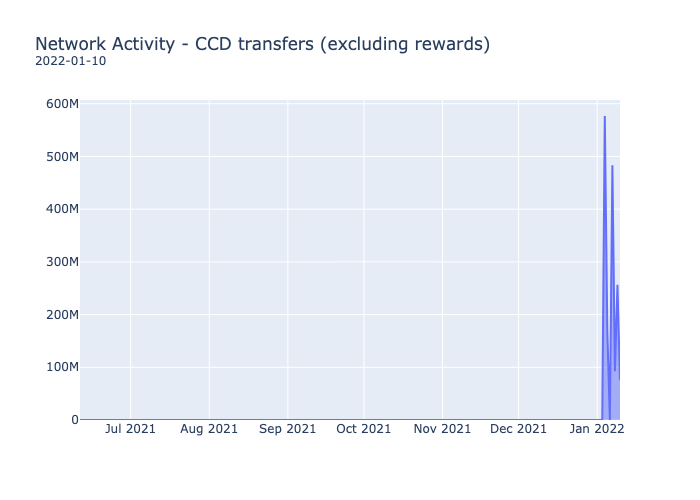 Network Activity - CCD transfers (excluding rewards)
2022-01-10
600M
500M
400M
300M
200M
100M
0
Jul 2021 Aug 2021 Sep 2021 Oct 2021 Nov 2021 Dec 2021 Jan 2022